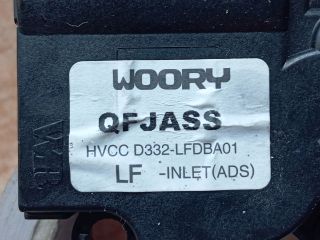 WOORY
QFJASS
HVCC D332-LFDBA01
LF -INLET(ADS)